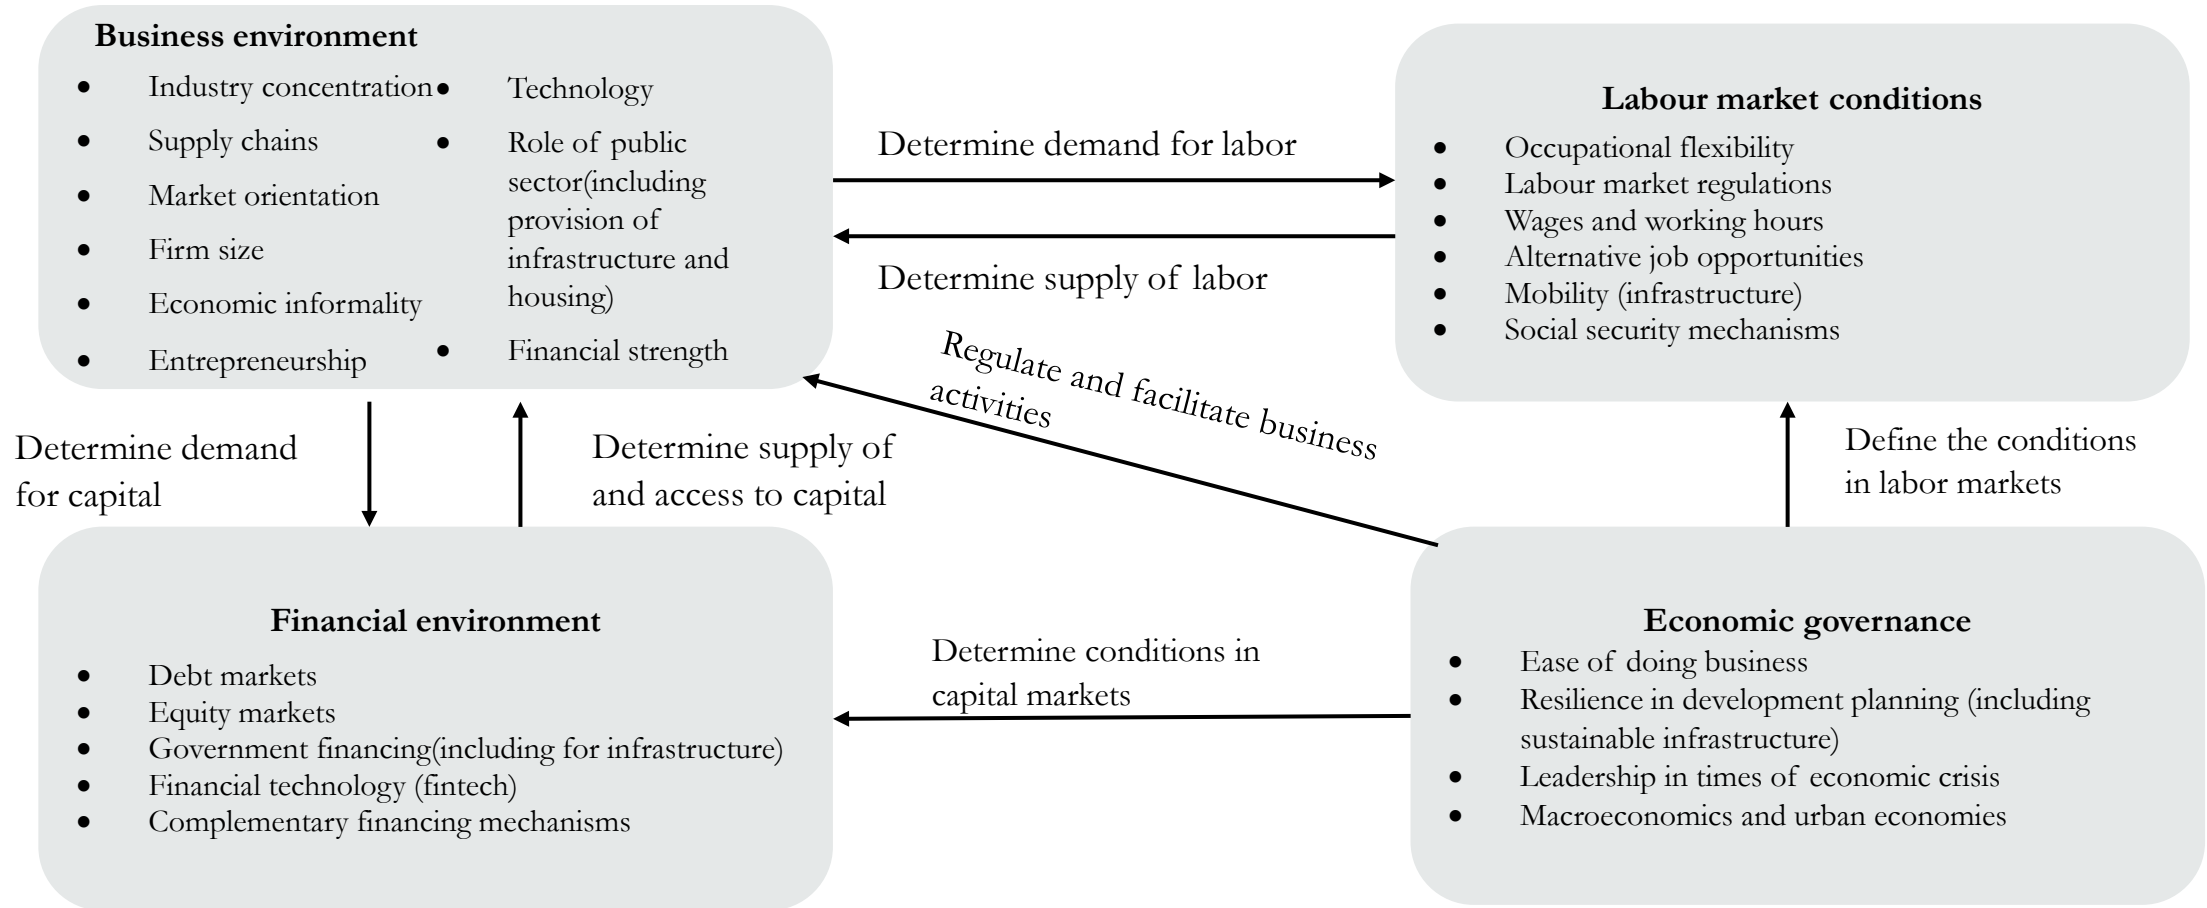 Business environment
• Industry concentration
• Supply chains
• Market orientation
• Firm size
• Economic informality
• Entrepreneurship
• Technology
• Role of public
sector(including
provision of
infrastructure and
housing)
• Financial strength
Determine demand for labor
Determine supply of labor
Labour market conditions
• Occupational flexibility
• Labour market regulations
• Wages and working hours
• Alternative job opportunities
• Mobility (infrastructure)
• Social security mechanisms
Regulate and facilitate business
activities
Determine demand
for capital
Determine supply of
and access to capital
Define the conditions
in labor markets
Financial environment
• Debt markets
• Equity markets
• Government financing(including for infrastructure)
• Financial technology (fintech)
• Complementary financing mechanisms
Determine conditions in
capital markets
Economic governance
• Ease of doing business
• Resilience in development planning (including
sustainable infrastructure)
• Leadership in times of economic crisis
• Macroeconomics and urban economies